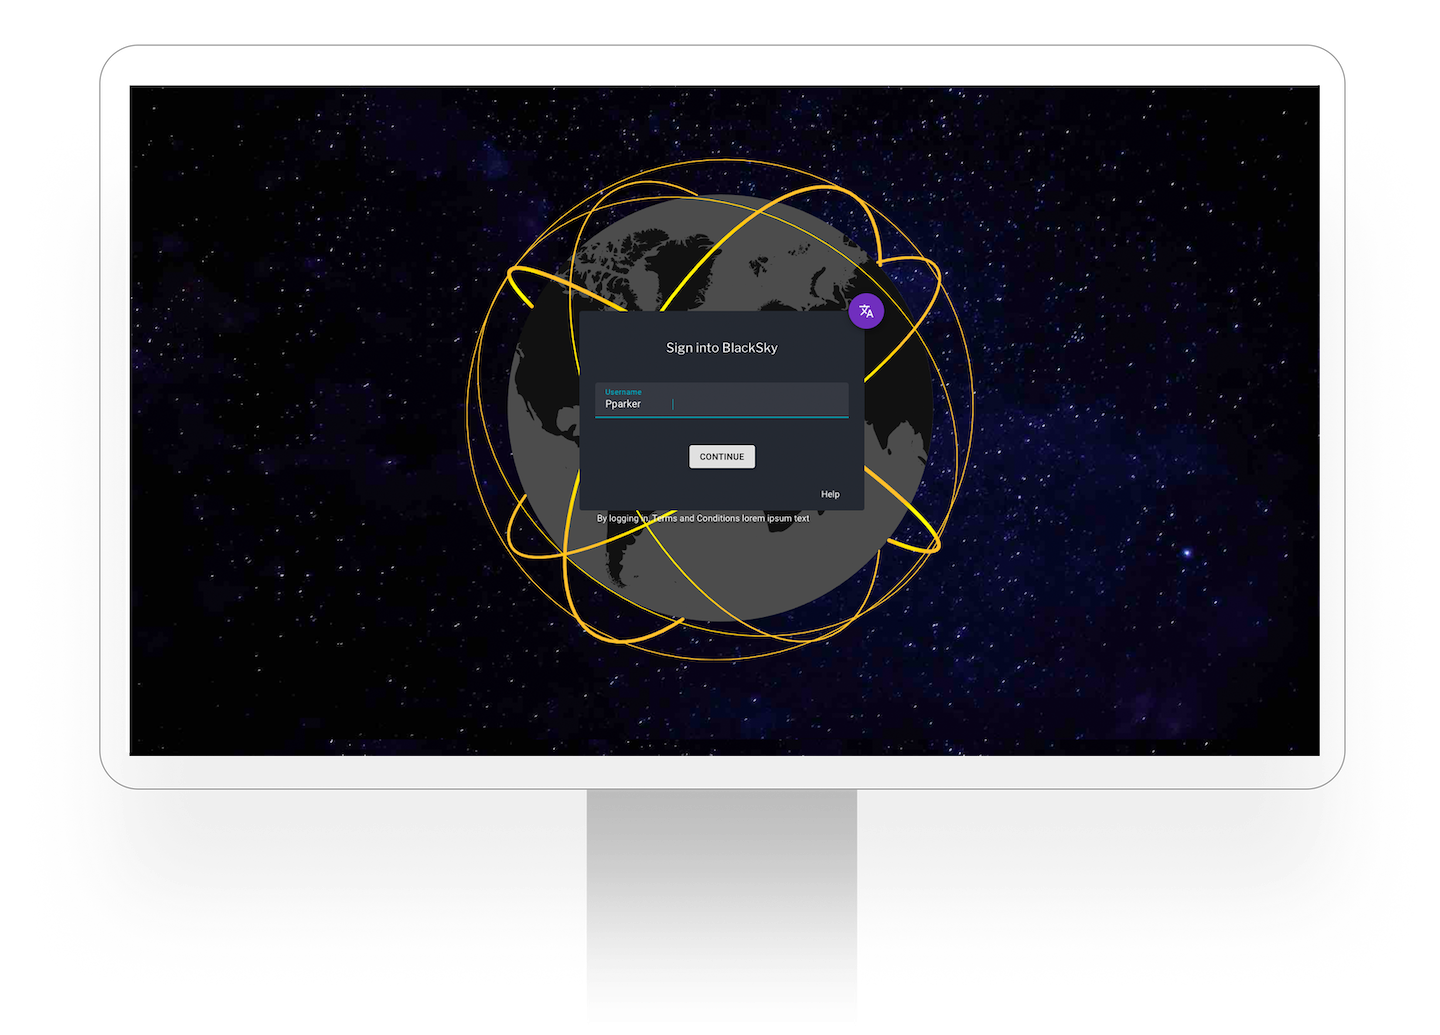 Sign into BlackSky
Username
Pparker
CONTINUE
Help
By logging in, Terms and Conditions lorem ipsum text